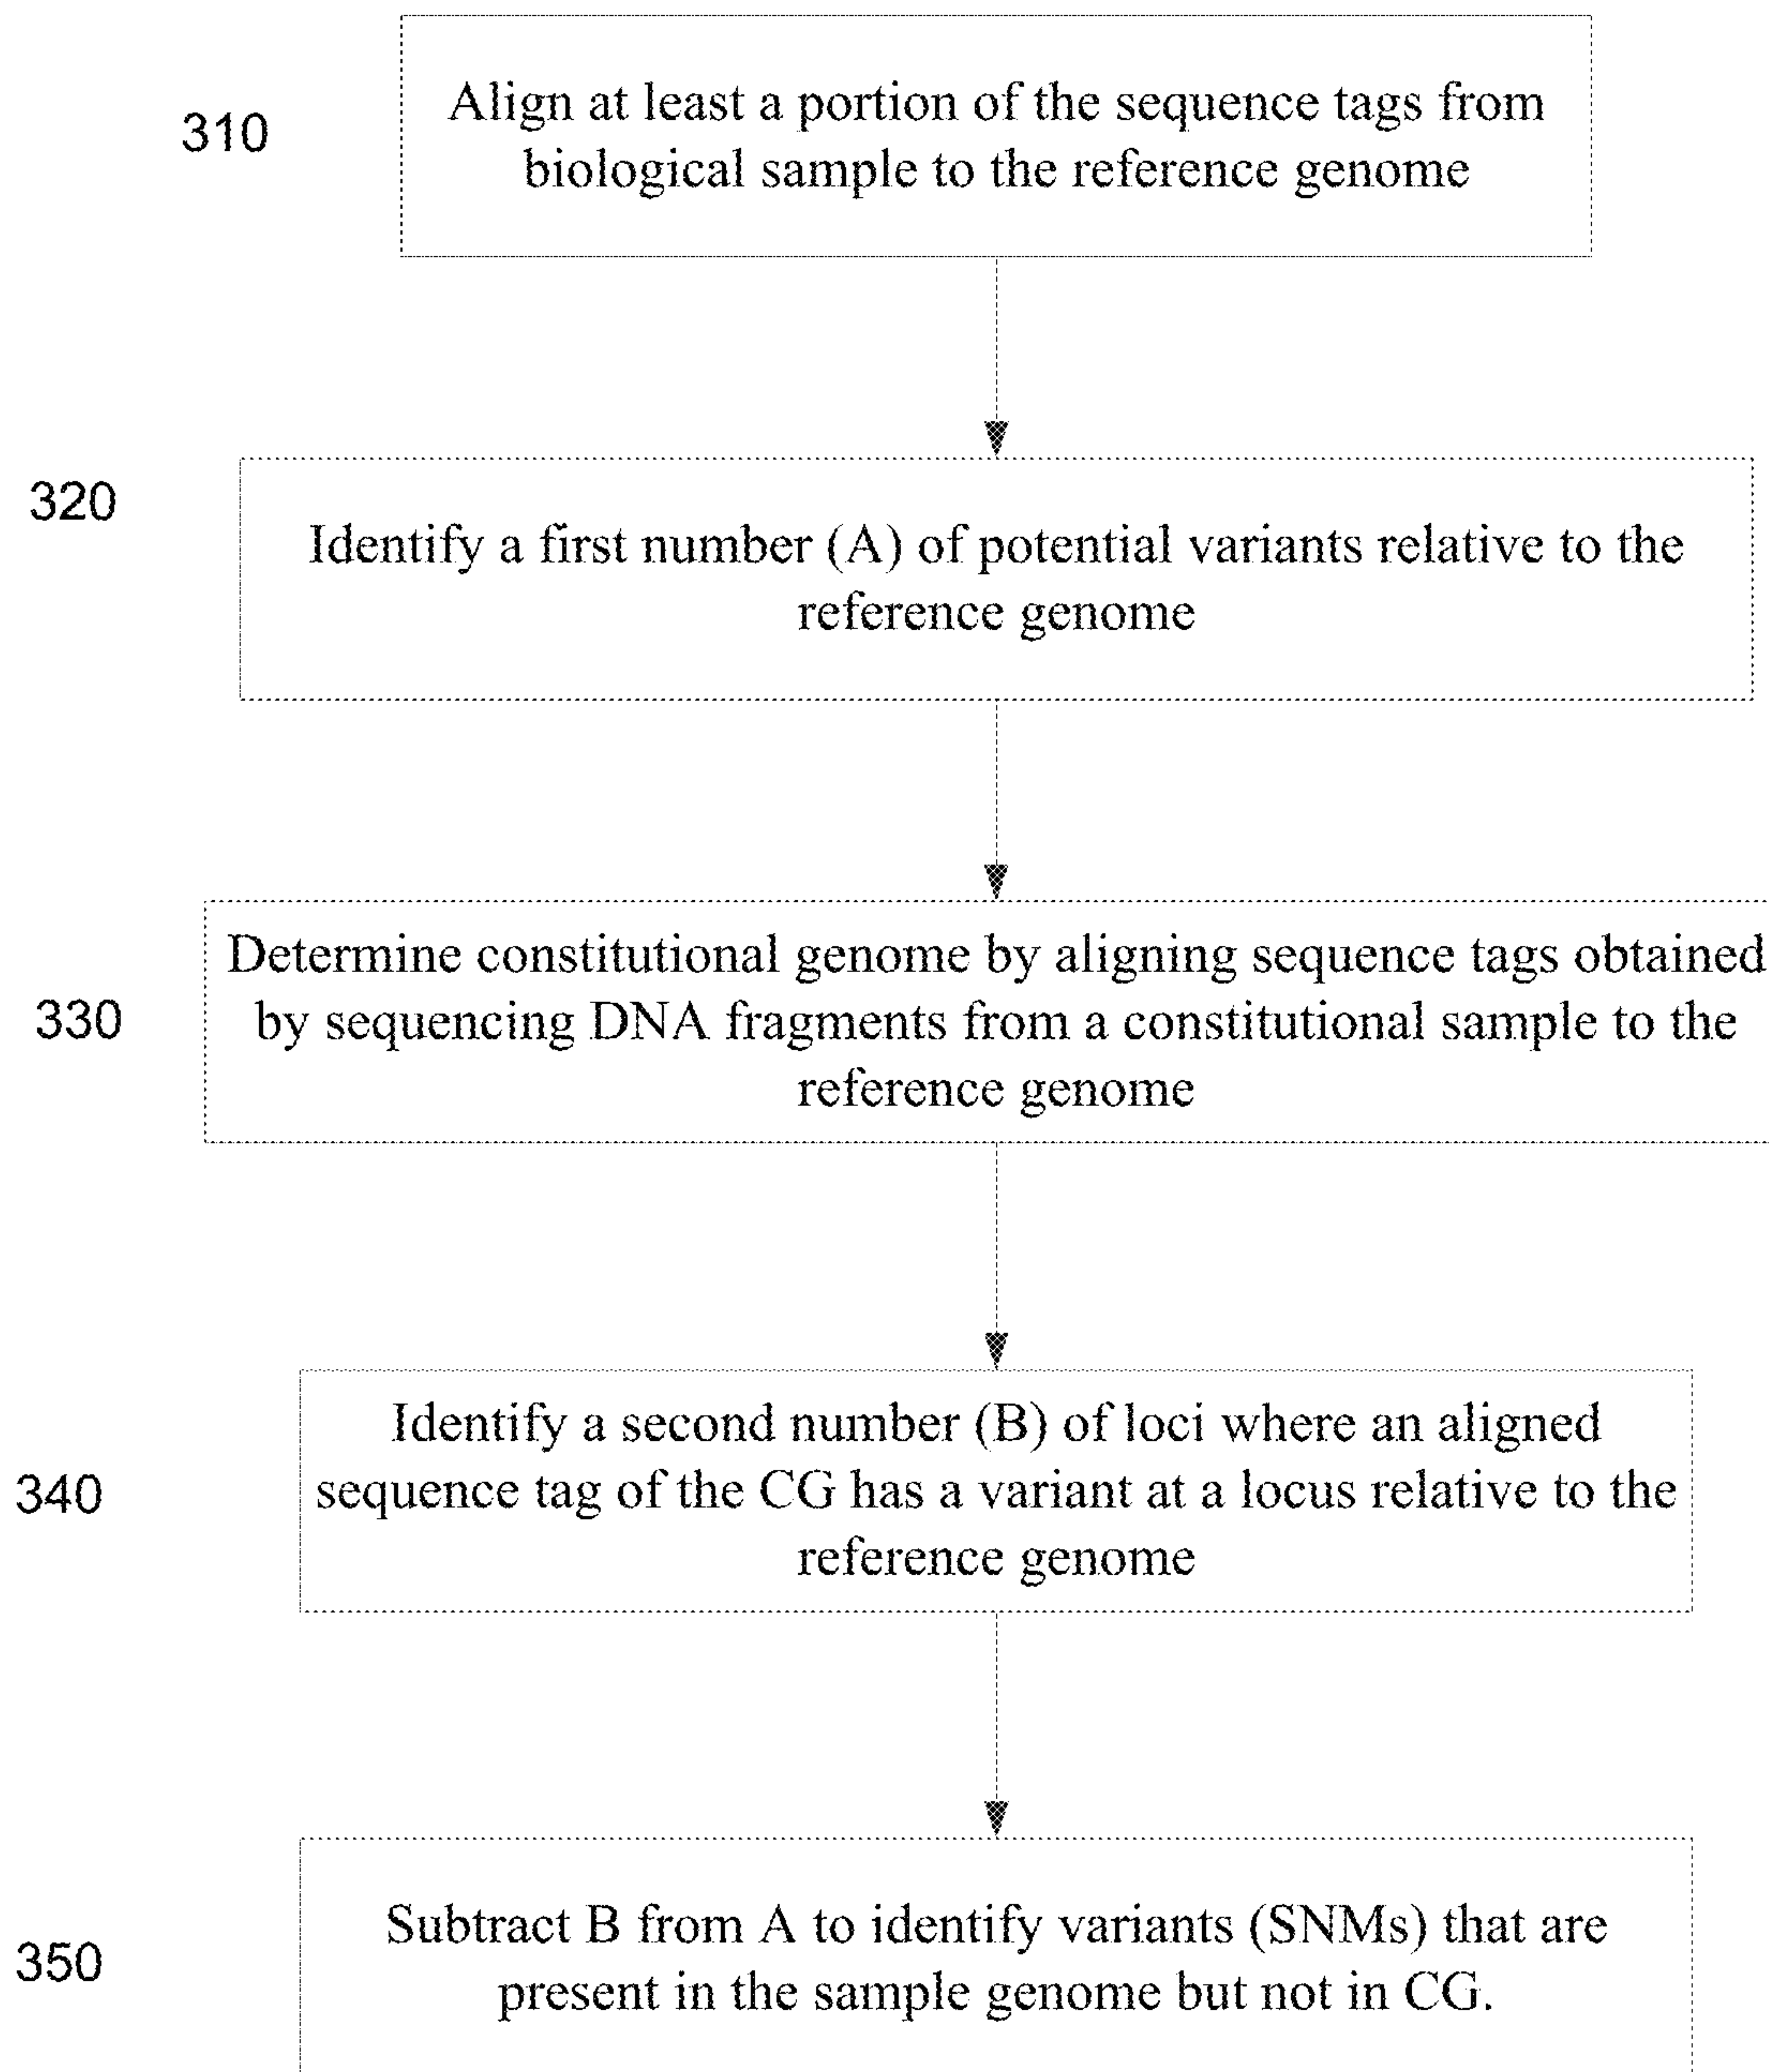 310
Align at least a portion of the sequence tags from
biological sample to the reference genome
320
Identify a first number (A) of potential variants relative to the
reference genome
330
Determine constitutional genome by aligning sequence tags obtained
by sequencing DNA fragments from a constitutional sample to the
reference genome
340
Identify a second number (B) of loci where an aligned
sequence tag of the CG has a variant at a locus relative to the
reference genome
350
Subtract B from A to identify variants (SNMs) that are
present in the sample genome but not in CG.